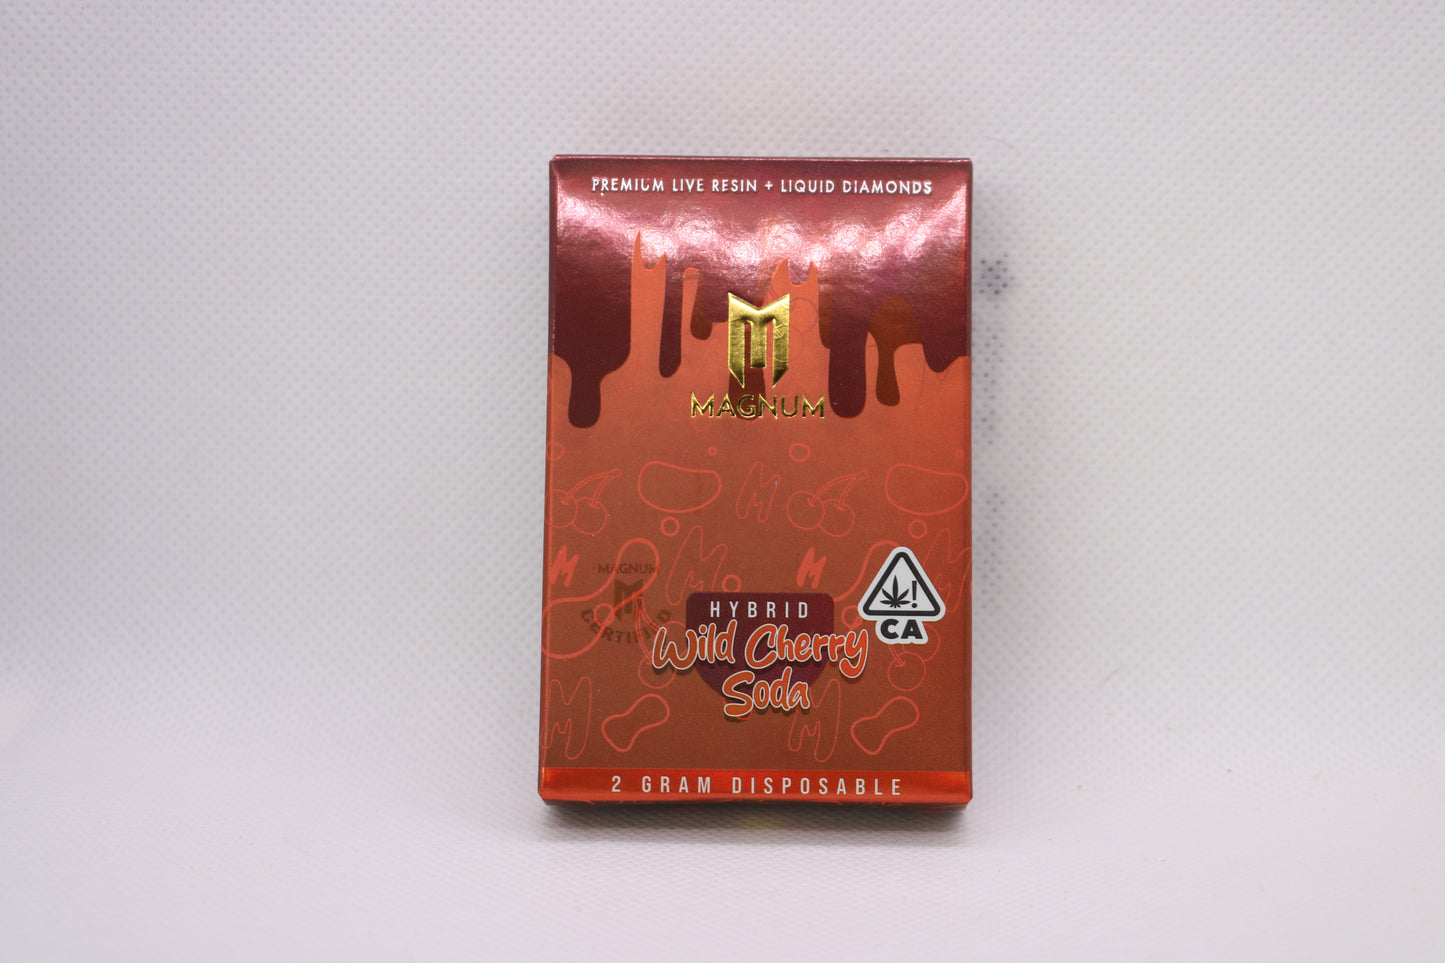 PREMIUM LIVE RESIN + LIQUID DIAMONDS
M
MAGNUM
MAGNUM
M
CERTIFIED
HYBRID
Wild Cherry
Soda
CA
2 GRAM DISPOSABLE